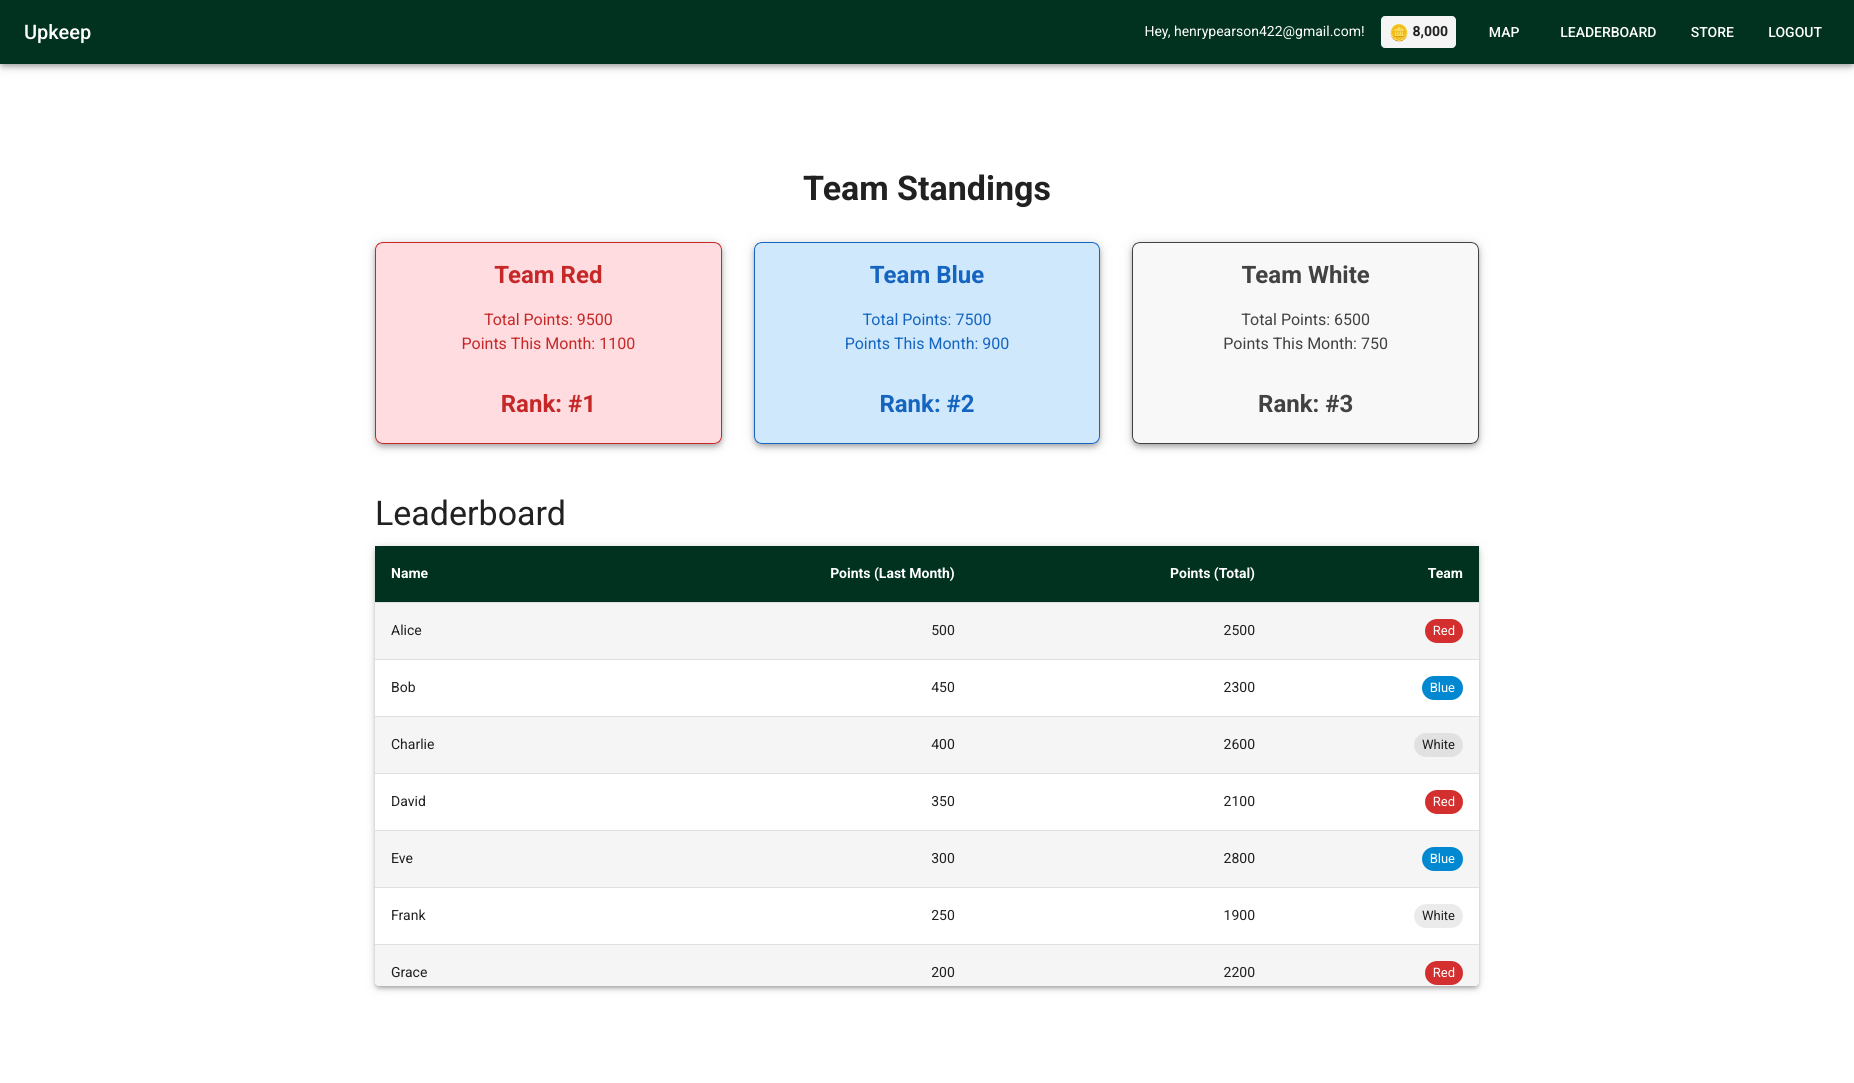 Upkeep
Hey, henrypearson422@gmail.com! 8,000 MAP LEADERBOARD STORE LOGOUT
Team Standings
Team Red
Total Points: 9500
Points This Month: 1100
Rank: #1
Team Blue
Total Points: 7500
Points This Month: 900
Rank: #2
Team White
Total Points: 6500
Points This Month: 750
Rank: #3
Leaderboard
Name Points (Last Month) Points (Total) Team
Alice 500 2500 Red
Bob 450 2300 Blue
Charlie 400 2600 White
David 350 2100 Red
Eve 300 2800 Blue
Frank 250 1900 White
Grace 200 2200 Red